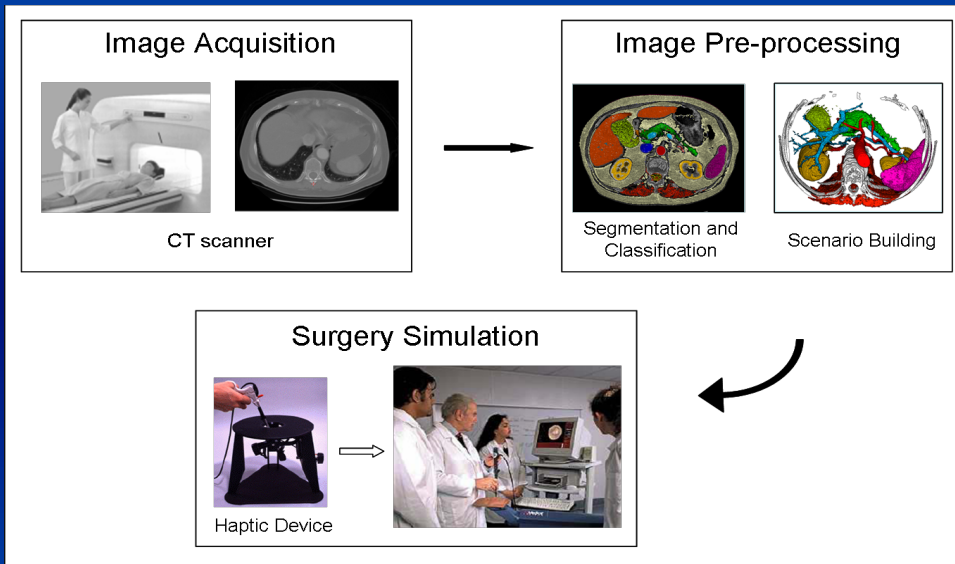 Image Acquisition
CT scanner
Image Pre-processing
Segmentation and
Classification
Scenario Building
Surgery Simulation
Haptic Device